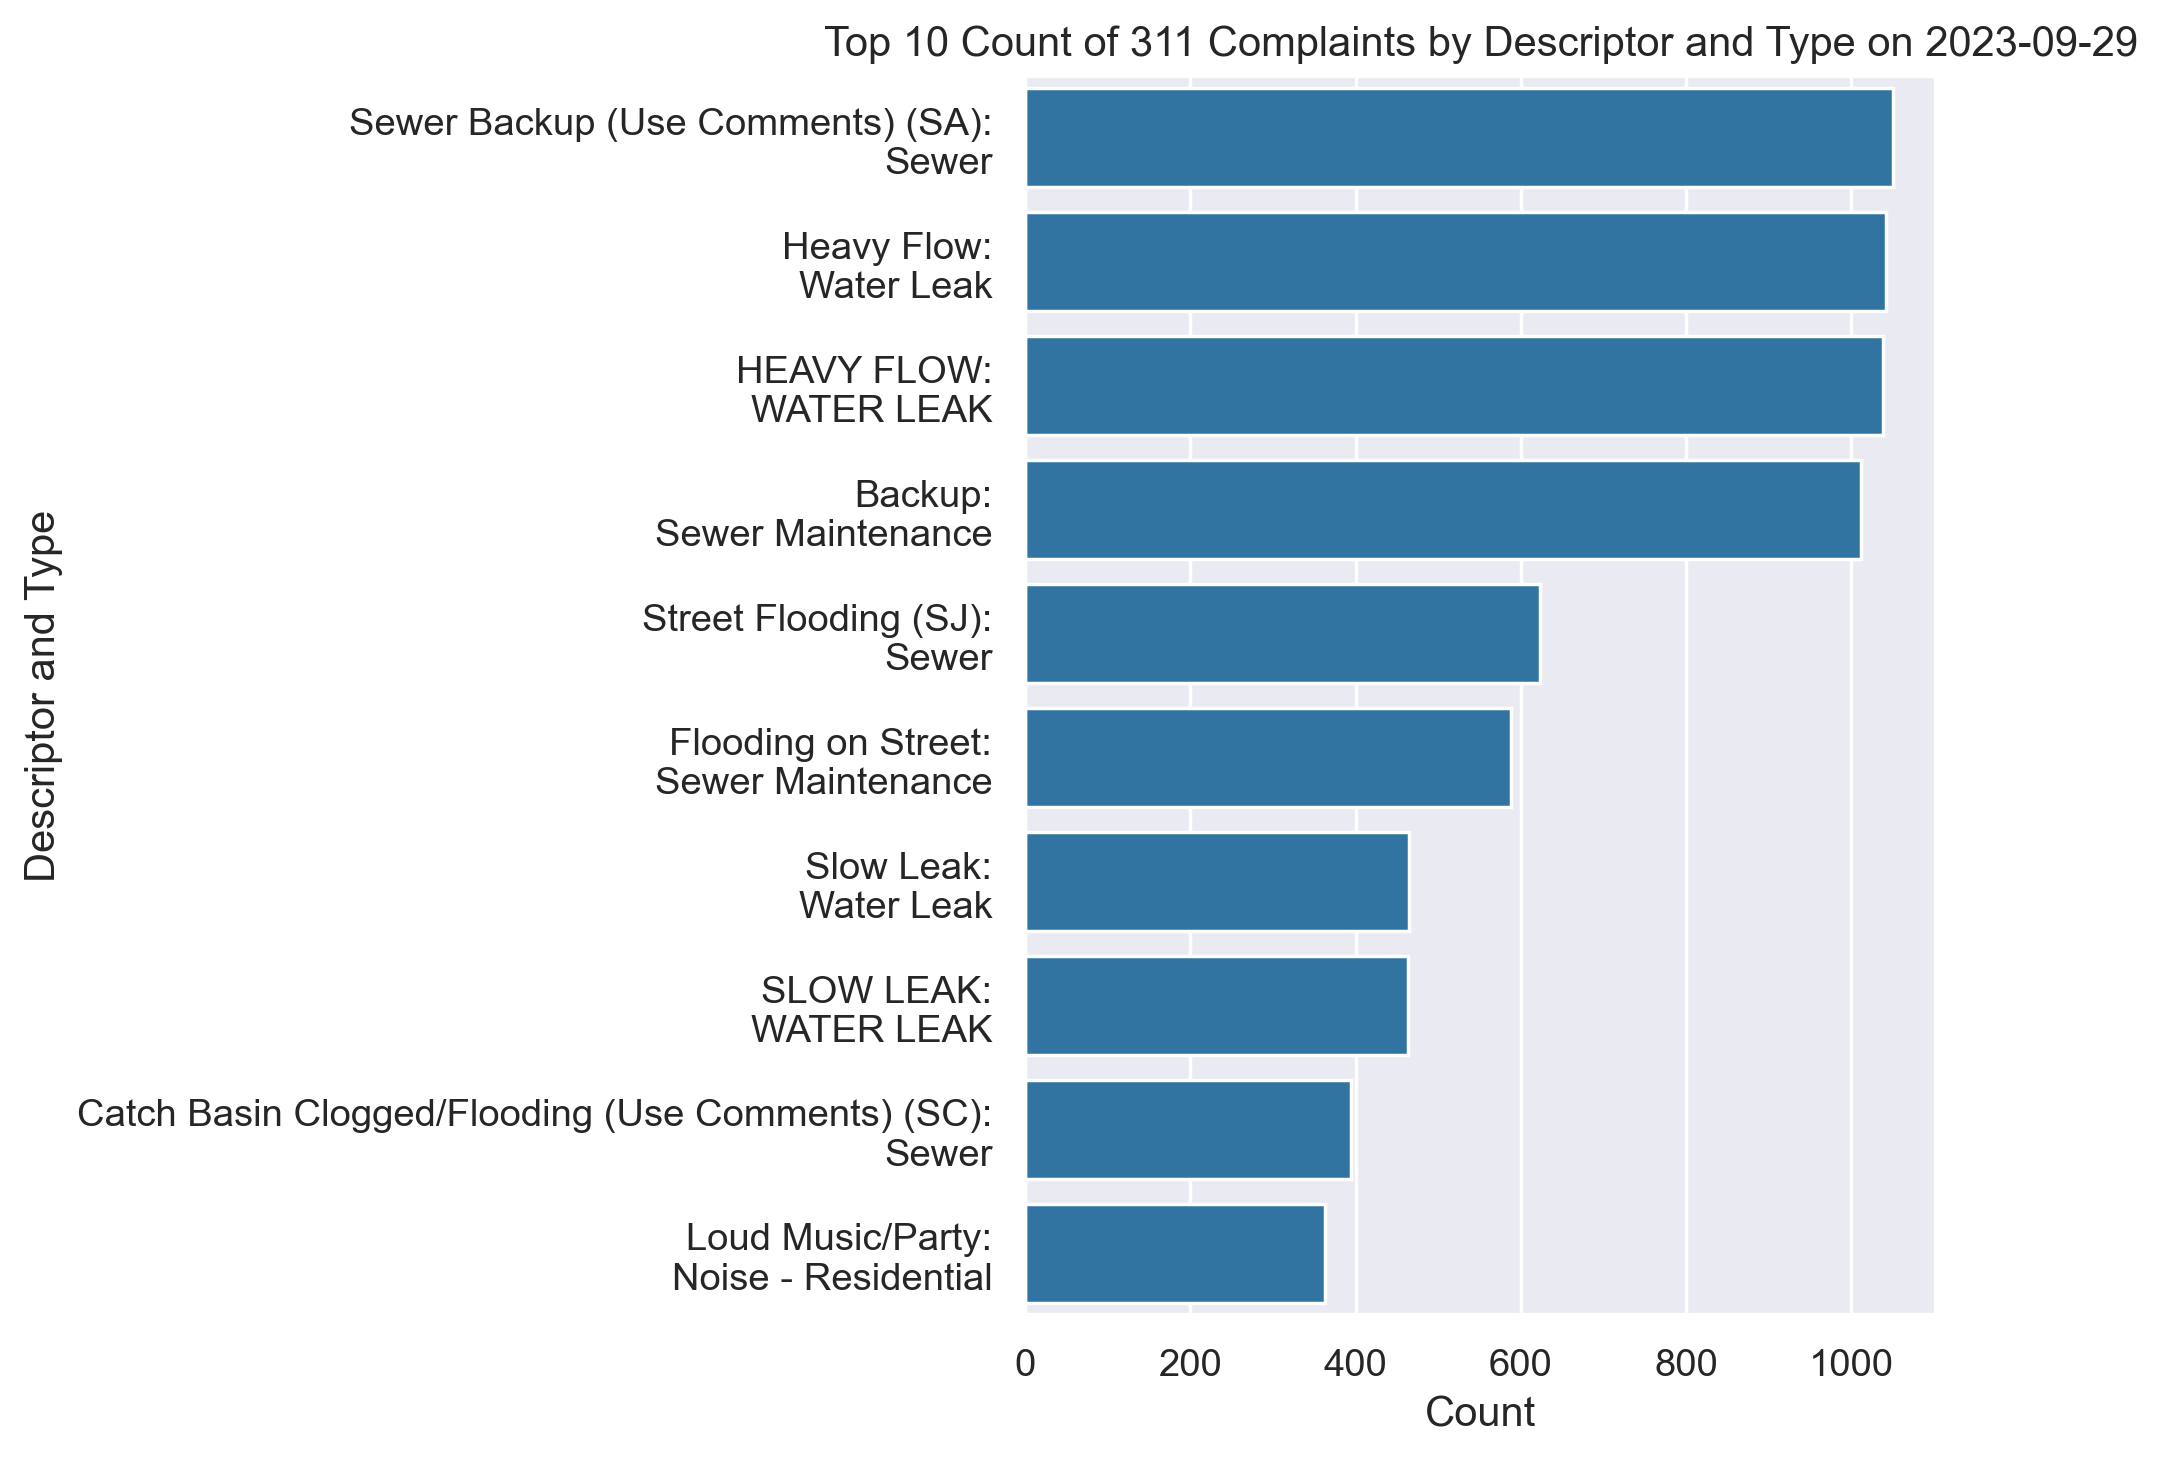 Top 10 Count of 311 Complaints by Descriptor and Type on 2023-09-29
Descriptor and Type
Sewer Backup (Use Comments) (SA):
Sewer
Heavy Flow:
Water Leak
HEAVY FLOW:
WATER LEAK
Backup:
Sewer Maintenance
Street Flooding (SJ):
Sewer
Flooding on Street:
Sewer Maintenance
Slow Leak:
Water Leak
SLOW LEAK:
WATER LEAK
Catch Basin Clogged/Flooding (Use Comments) (SC):
Sewer
Loud Music/Party:
Noise - Residential
0 200 400 600 800 1000
Count